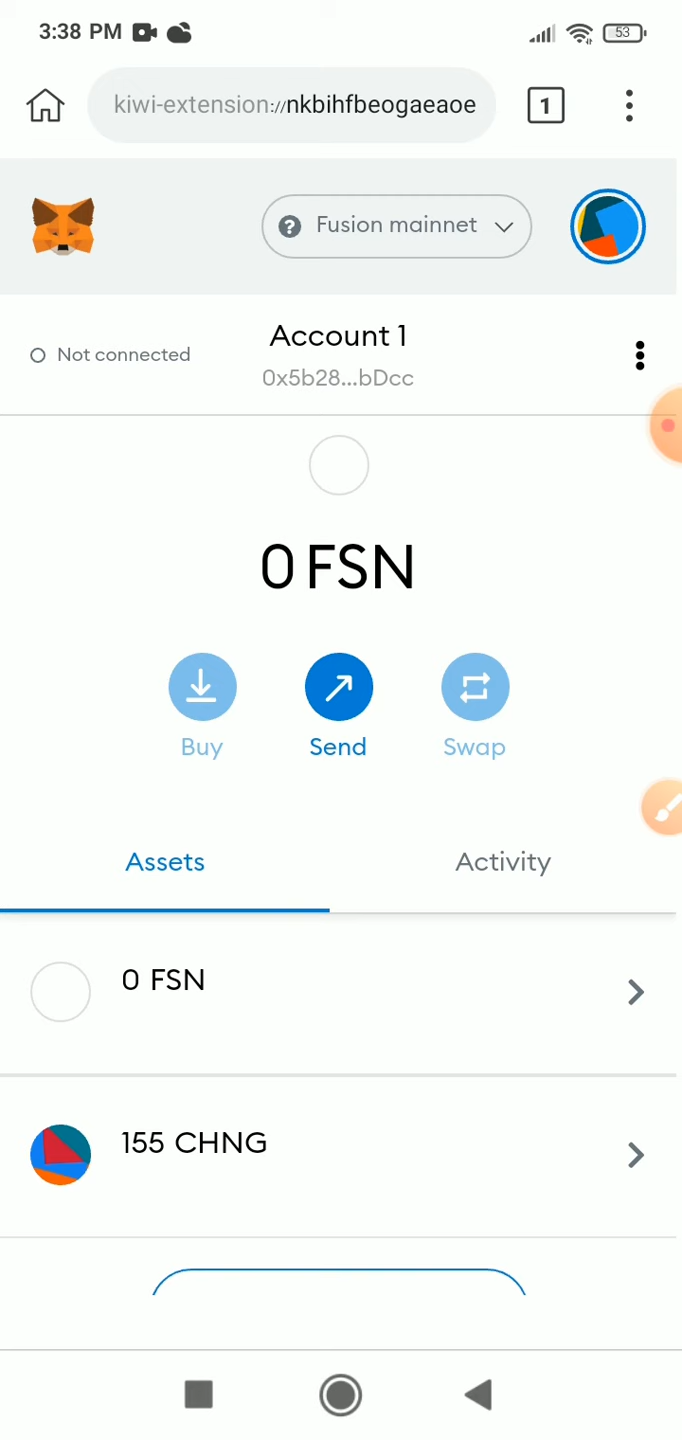 3:38 PM
53
kiwi-extension://nkbihfbeogaeaoe
1
Fusion mainnet
Not connected
Account 1
0x5b28...bDcc
0 FSN
Buy
Send
Swap
Assets
Activity
0 FSN
155 CHNG